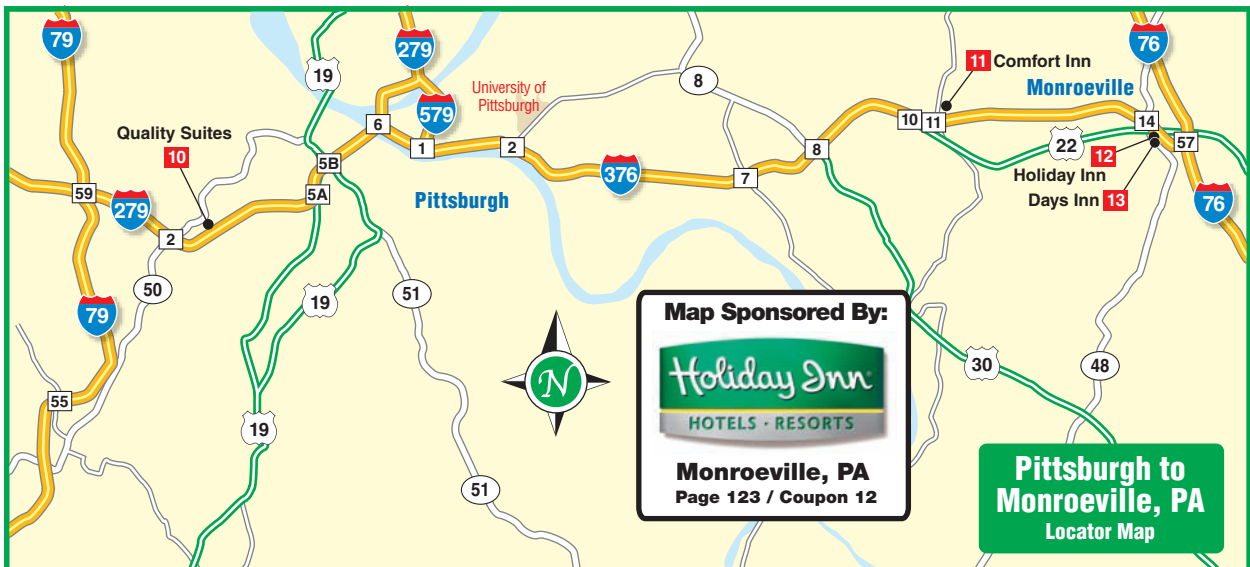 79
279
19
76
11 Comfort Inn
Monroeville
University of
Pittsburgh
8
579
6
10
11
14
Quality Suites
10
1
2
8
22
57
5B
12
Holiday Inn
59
5A
376
7
Days Inn 13
279
Pittsburgh
76
2
50
51
19
79
Map Sponsored By:
Holiday Inn
HOTELS · RESORTS
Monroeville, PA
Page 123 / Coupon 12
N
30
48
55
19
51
Pittsburgh to
Monroeville, PA
Locator Map